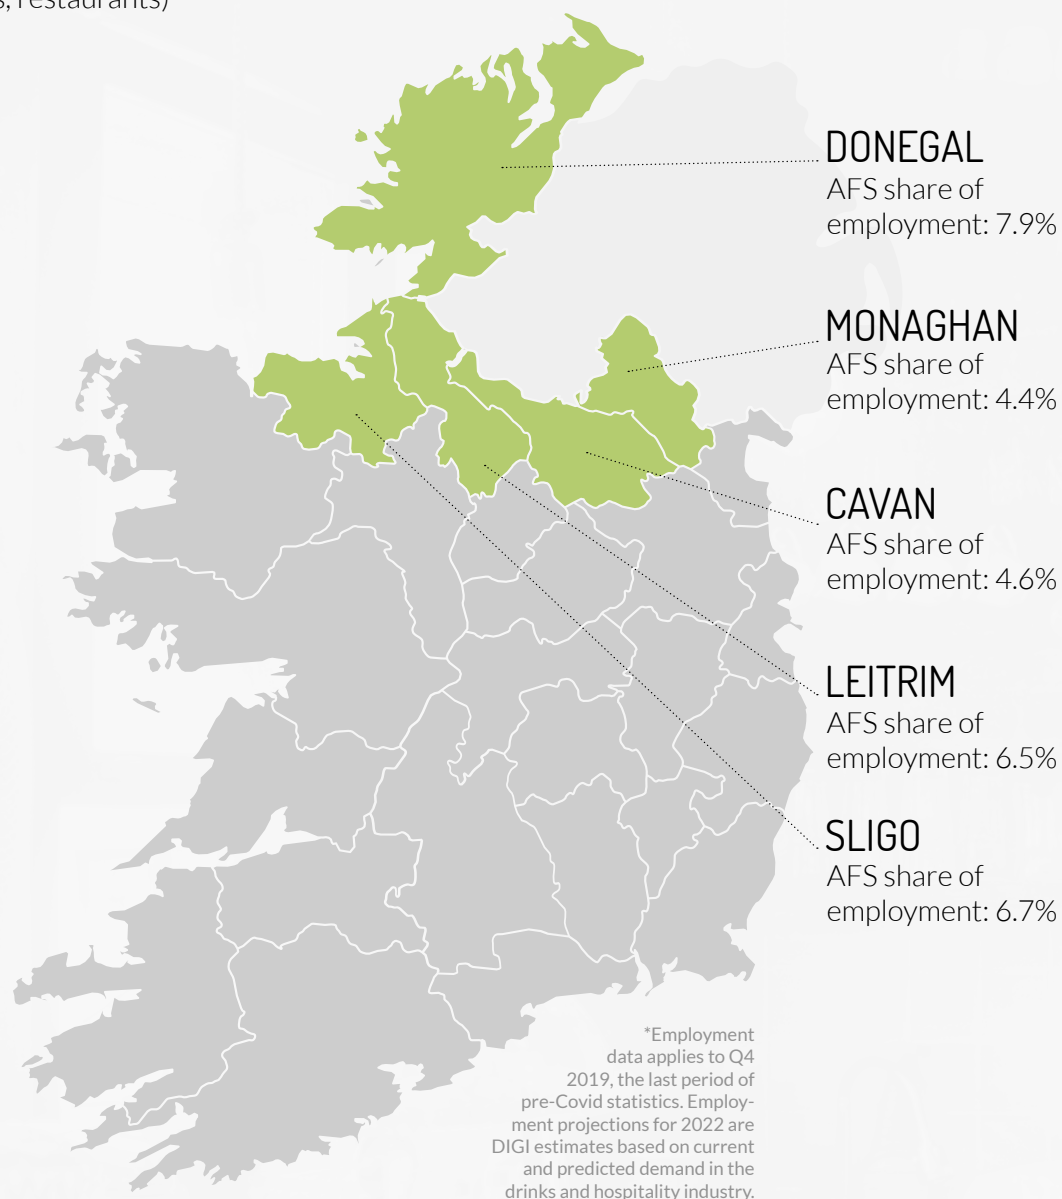 s, restaurants)
DONEGAL
AFS share of
employment: 7.9%
MONAGHAN
AFS share of
employment: 4.4%
CAVAN
AFS share of
employment: 4.6%
LEITRIM
AFS share of
employment: 6.5%
SLIGO
AFS share of
employment: 6.7%
*Employment
data applies to Q4
2019, the last period of
pre-Covid statistics. Employ-
ment projections for 2022 are
DIGI estimates based on current
and predicted demand in the
drinks and hospitality industry.